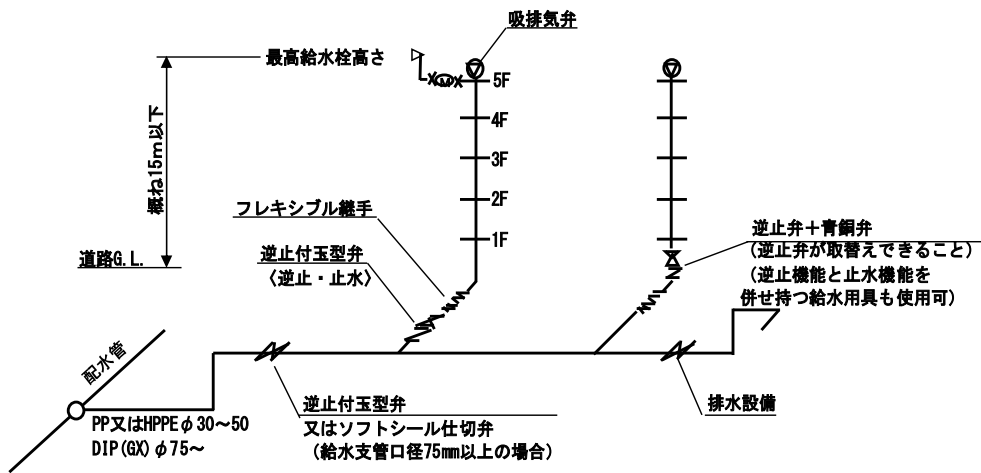 吸排気弁
最高給水栓高さ
5F
4F
3F
2F
1F
概ね15m以下
フレキシブル継手
逆止付玉型弁
〈逆止・止水〉
道路G.L.
逆止弁＋青銅弁
(逆止弁が取替えできること)
(逆止機能と止水機能を
併せ持つ給水用具も使用可)
配水管
PP又はHPPEφ30～50
DIP(GX)φ75～
逆止付玉型弁
又はソフトシール仕切弁
(給水支管口径75mm以上の場合)
排水設備
M